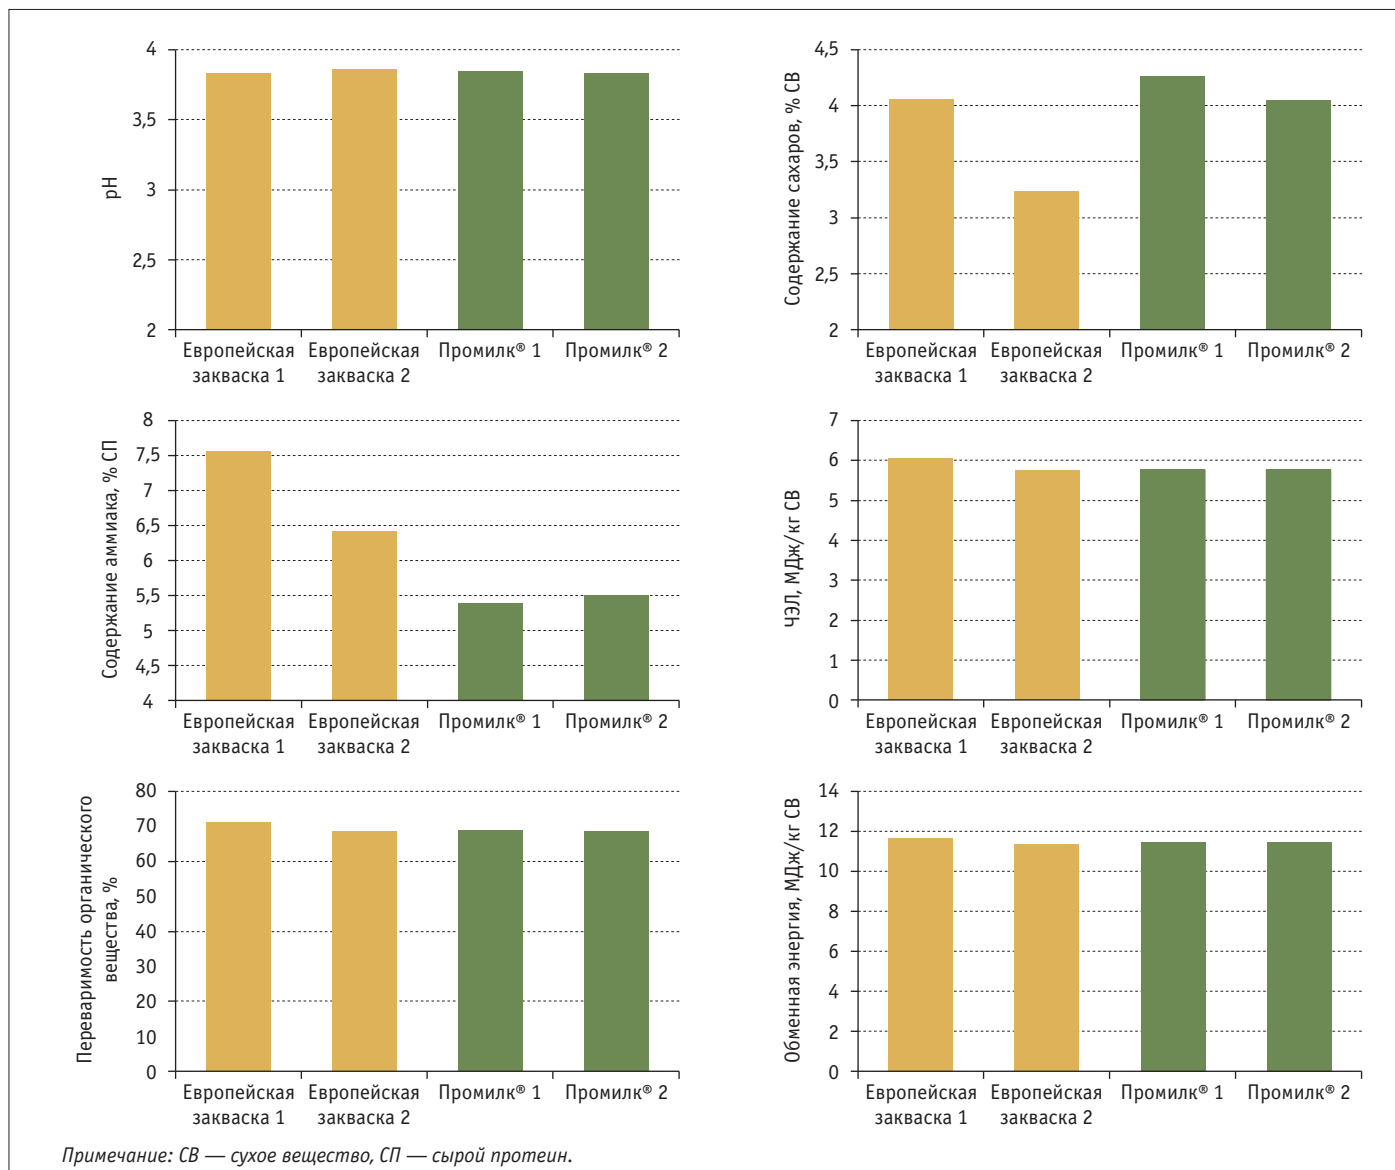 pH
4
3,5
3
2,5
2
Европейская
закваска 1
Европейская
закваска 2
Промилк® 1
Промилк® 2
Содержание сахаров, % СВ
4,5
4
3,5
3
2,5
2
Европейская
закваска 1
Европейская
закваска 2
Промилк® 1
Промилк® 2
Содержание аммиака, % СП
8
7,5
7
6,5
6
5,5
5
4,5
4
Европейская
закваска 1
Европейская
закваска 2
Промилк® 1
Промилк® 2
ЧЭЛ, МДж/кг СВ
7
6
5
4
3
2
1
0
Европейская
закваска 1
Европейская
закваска 2
Промилк® 1
Промилк® 2
Переваримость органического
вещества, %
80
70
60
50
40
30
20
10
0
Европейская
закваска 1
Европейская
закваска 2
Промилк® 1
Промилк® 2
Обменная энергия, МДж/кг СВ
14
12
10
8
6
4
2
0
Европейская
закваска 1
Европейская
закваска 2
Промилк® 1
Промилк® 2
Примечание: СВ — сухое вещество, СП — сырой протеин.